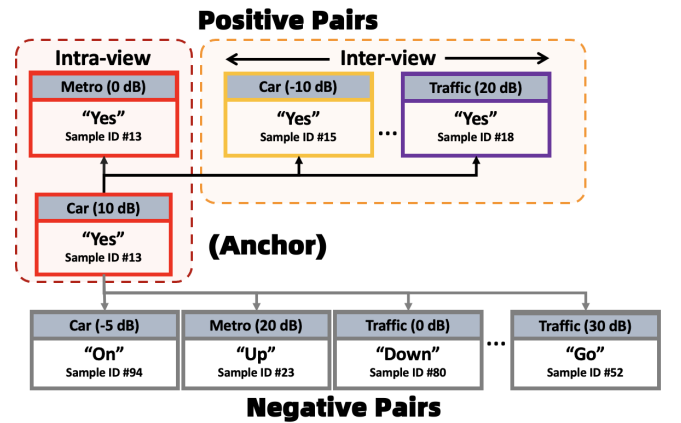 Positive Pairs
Intra-view
Inter-view
Metro (0 dB)
“Yes”
Sample ID #13
Car (-10 dB)
“Yes”
Sample ID #15
...
Traffic (20 dB)
“Yes”
Sample ID #18
Car (10 dB)
“Yes”
Sample ID #13
(Anchor)
Car (-5 dB)
“On”
Sample ID #94
Metro (20 dB)
“Up”
Sample ID #23
Traffic (0 dB)
“Down”
Sample ID #80
...
Traffic (30 dB)
“Go”
Sample ID #52
Negative Pairs